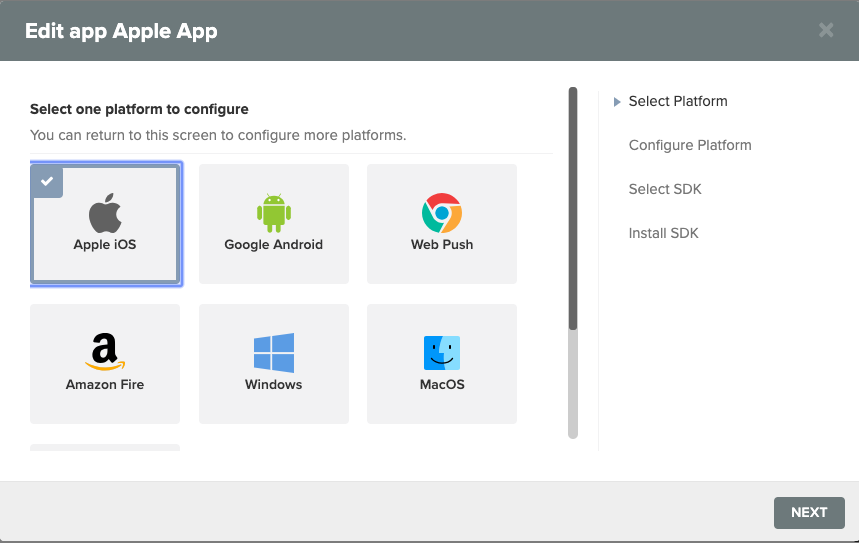 Edit app Apple App
Select one platform to configure
You can return to this screen to configure more platforms.
Apple iOS
Google Android
Web Push
Amazon Fire
Windows
MacOS
Select Platform
Configure Platform
Select SDK
Install SDK
NEXT